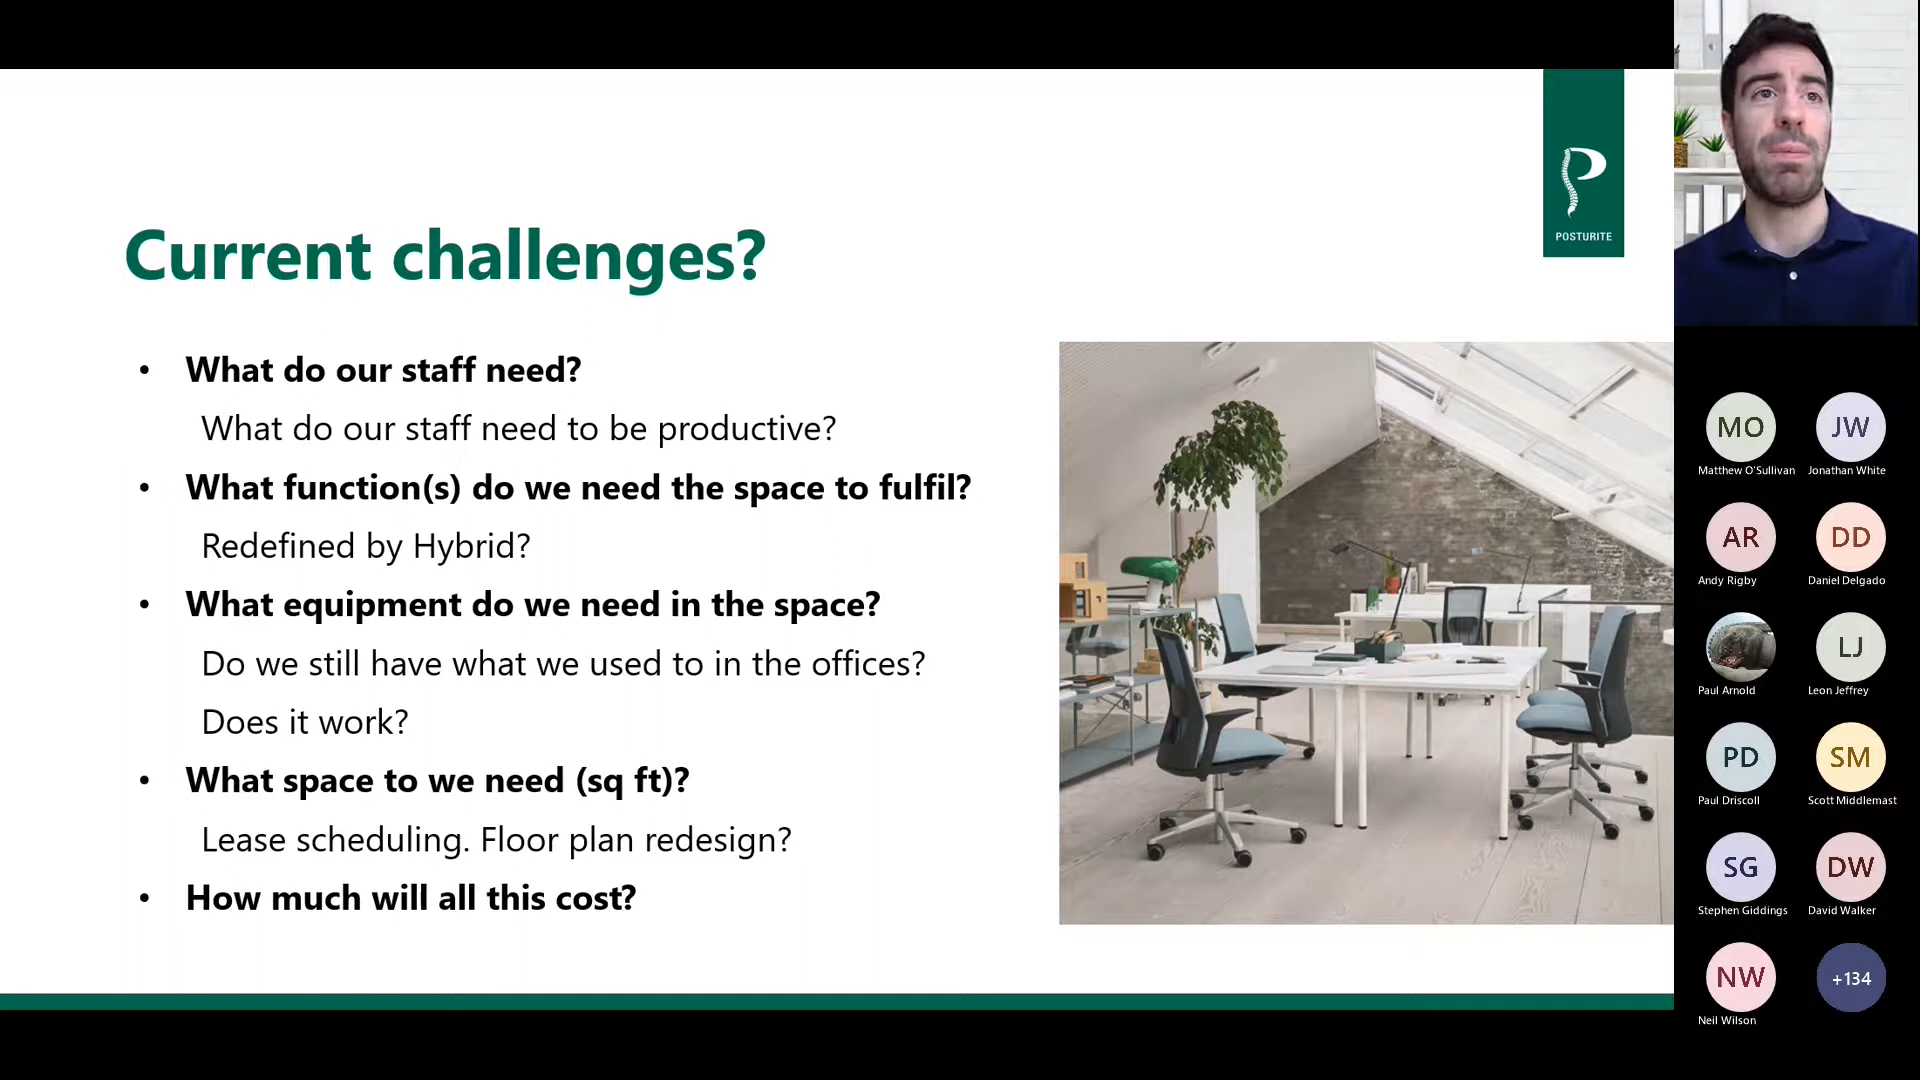 POSTURITE
Current challenges?
• What do our staff need?
What do our staff need to be productive?
• What function(s) do we need the space to fulfil?
Redefined by Hybrid?
• What equipment do we need in the space?
Do we still have what we used to in the offices?
Does it work?
• What space to we need (sq ft)?
Lease scheduling. Floor plan redesign?
• How much will all this cost?
MO JW
Matthew O'Sullivan Jonathan White
AR DD
Andy Rigby Daniel Delgado
LJ
Paul Arnold Leon Jeffrey
PD SM
Paul Driscoll Scott Middlemast
SG DW
Stephen Giddings David Walker
NW +134
Neil Wilson